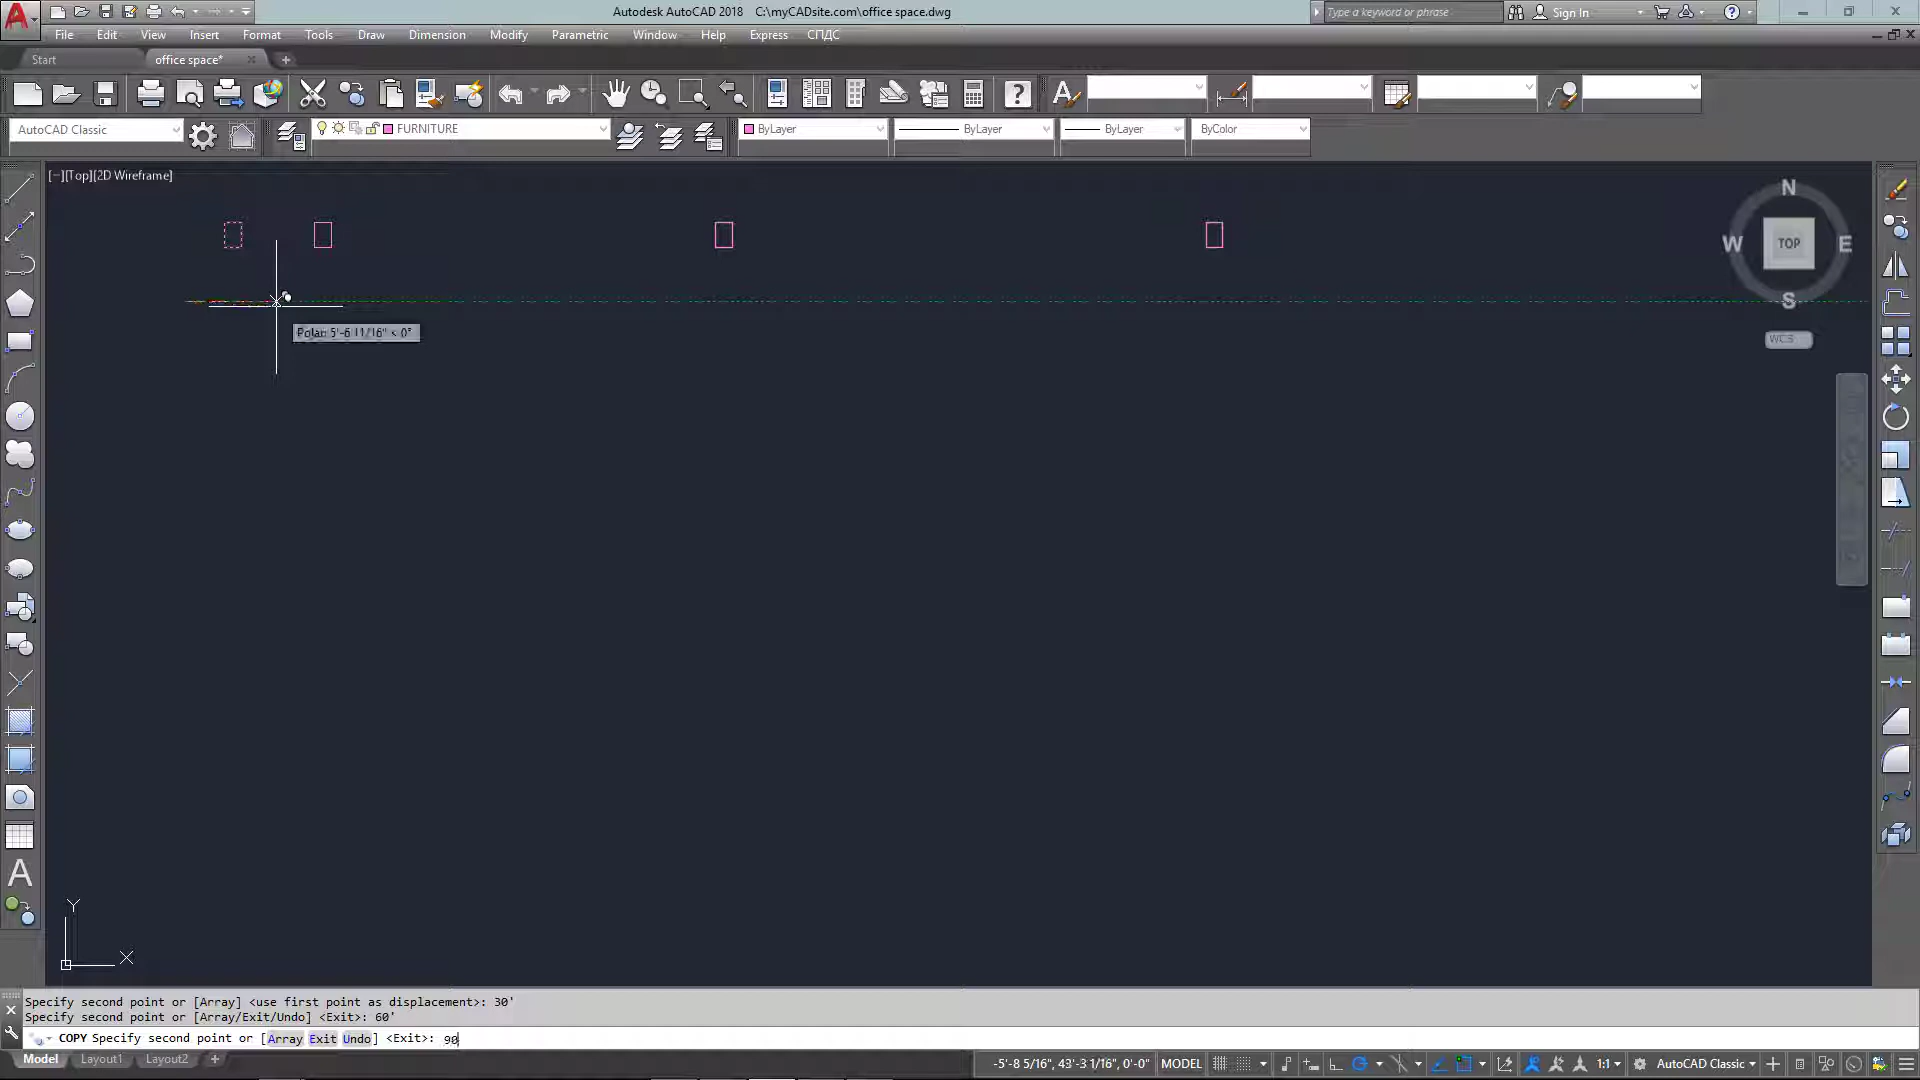 Autodesk AutoCAD 2018   C:\myCADsite.com\office space.dwg
Type a keyword or phrase
Sign In
File Edit View Insert Format Tools Draw Dimension Modify Parametric Window Help Express СПДС
Start
office space*
AutoCAD Classic
FURNITURE
ByLayer
ByLayer
ByLayer
ByColor
[−][Top][2D Wireframe]
N
W
TOP
E
S
WCS
Polar: 5'-6 11/16" < 0°
Y
X
Specify second point or [Array] <use first point as displacement>: 30'
Specify second point or [Array/Exit/Undo] <Exit>: 60'
COPY Specify second point or [Array Exit Undo] <Exit>: 90
Model Layout1 Layout2
-5'-8 5/16", 43'-3 1/16", 0'-0"
MODEL
1:1
AutoCAD Classic